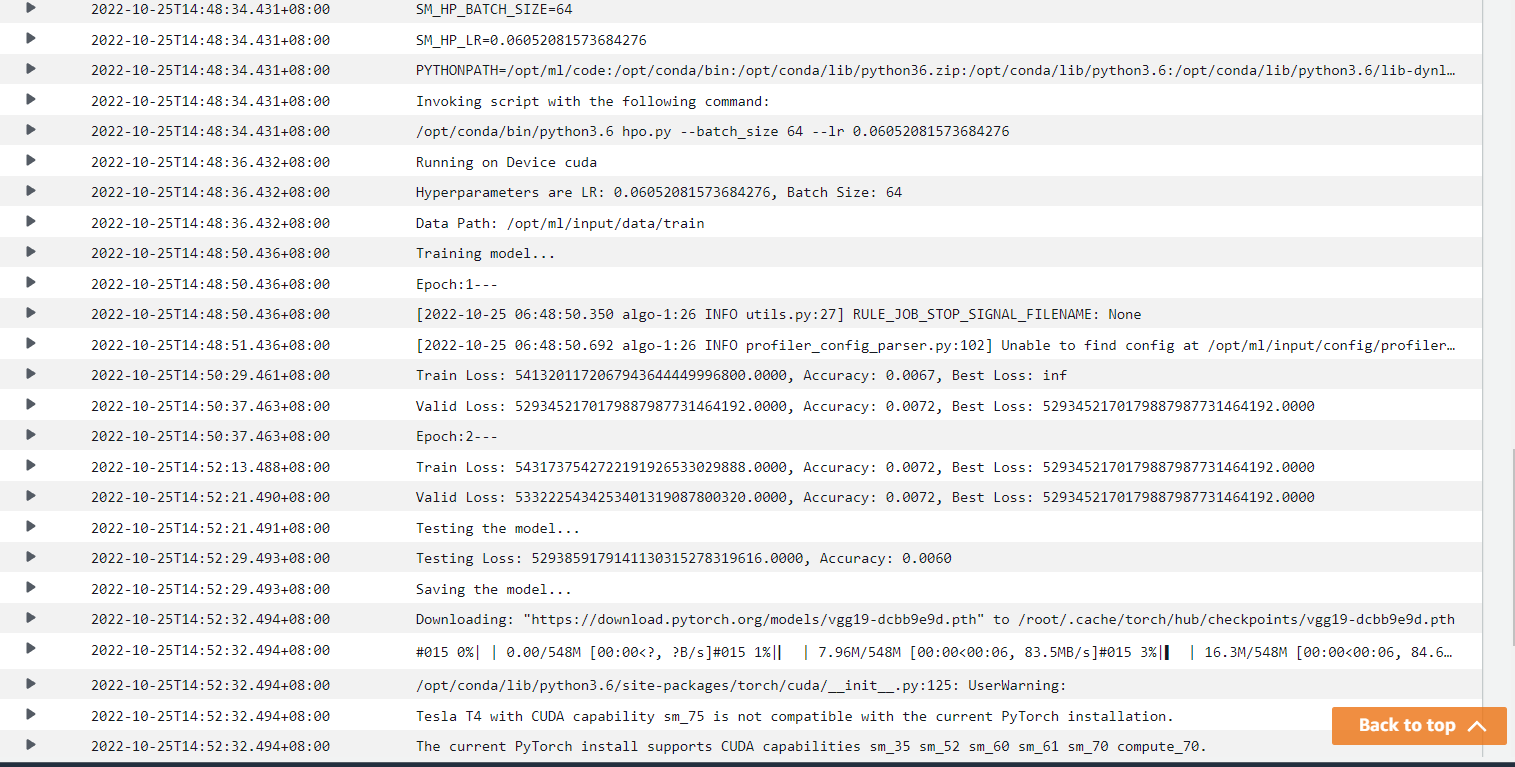 2022-10-25T14:48:34.431+08:00 SM_HP_BATCH_SIZE=64
2022-10-25T14:48:34.431+08:00 SM_HP_LR=0.06052081573684276
2022-10-25T14:48:34.431+08:00 PYTHONPATH=/opt/ml/code:/opt/conda/bin:/opt/conda/lib/python36.zip:/opt/conda/lib/python3.6:/opt/conda/lib/python3.6/lib-dynl…
2022-10-25T14:48:34.431+08:00 Invoking script with the following command:
2022-10-25T14:48:34.431+08:00 /opt/conda/bin/python3.6 hpo.py --batch_size 64 --lr 0.06052081573684276
2022-10-25T14:48:36.432+08:00 Running on Device cuda
2022-10-25T14:48:36.432+08:00 Hyperparameters are LR: 0.06052081573684276, Batch Size: 64
2022-10-25T14:48:36.432+08:00 Data Path: /opt/ml/input/data/train
2022-10-25T14:48:50.436+08:00 Training model...
2022-10-25T14:48:50.436+08:00 Epoch:1---
2022-10-25T14:48:50.436+08:00 [2022-10-25 06:48:50.350 algo-1:26 INFO utils.py:27] RULE_JOB_STOP_SIGNAL_FILENAME: None
2022-10-25T14:48:51.436+08:00 [2022-10-25 06:48:50.692 algo-1:26 INFO profiler_config_parser.py:102] Unable to find config at /opt/ml/input/config/profiler…
2022-10-25T14:50:29.461+08:00 Train Loss: 5413201172067943644449996800.0000, Accuracy: 0.0067, Best Loss: inf
2022-10-25T14:50:37.463+08:00 Valid Loss: 5293452170179887987731464192.0000, Accuracy: 0.0072, Best Loss: 5293452170179887987731464192.0000
2022-10-25T14:50:37.463+08:00 Epoch:2---
2022-10-25T14:52:13.488+08:00 Train Loss: 5431737542722191926533029888.0000, Accuracy: 0.0072, Best Loss: 5293452170179887987731464192.0000
2022-10-25T14:52:21.490+08:00 Valid Loss: 5332225434253401319087800320.0000, Accuracy: 0.0072, Best Loss: 5293452170179887987731464192.0000
2022-10-25T14:52:21.491+08:00 Testing the model...
2022-10-25T14:52:29.493+08:00 Testing Loss: 5293859179141130315278319616.0000, Accuracy: 0.0060
2022-10-25T14:52:29.493+08:00 Saving the model...
2022-10-25T14:52:32.494+08:00 Downloading: "https://download.pytorch.org/models/vgg19-dcbb9e9d.pth" to /root/.cache/torch/hub/checkpoints/vgg19-dcbb9e9d.pth
2022-10-25T14:52:32.494+08:00 #015 0%| | 0.00/548M [00:00<?, ?B/s]#015 1%|▏ | 7.96M/548M [00:00<00:06, 83.5MB/s]#015 3%|▎ | 16.3M/548M [00:00<00:06, 84.6…
2022-10-25T14:52:32.494+08:00 /opt/conda/lib/python3.6/site-packages/torch/cuda/__init__.py:125: UserWarning:
2022-10-25T14:52:32.494+08:00 Tesla T4 with CUDA capability sm_75 is not compatible with the current PyTorch installation.
2022-10-25T14:52:32.494+08:00 The current PyTorch install supports CUDA capabilities sm_35 sm_52 sm_60 sm_61 sm_70 compute_70.
Back to top